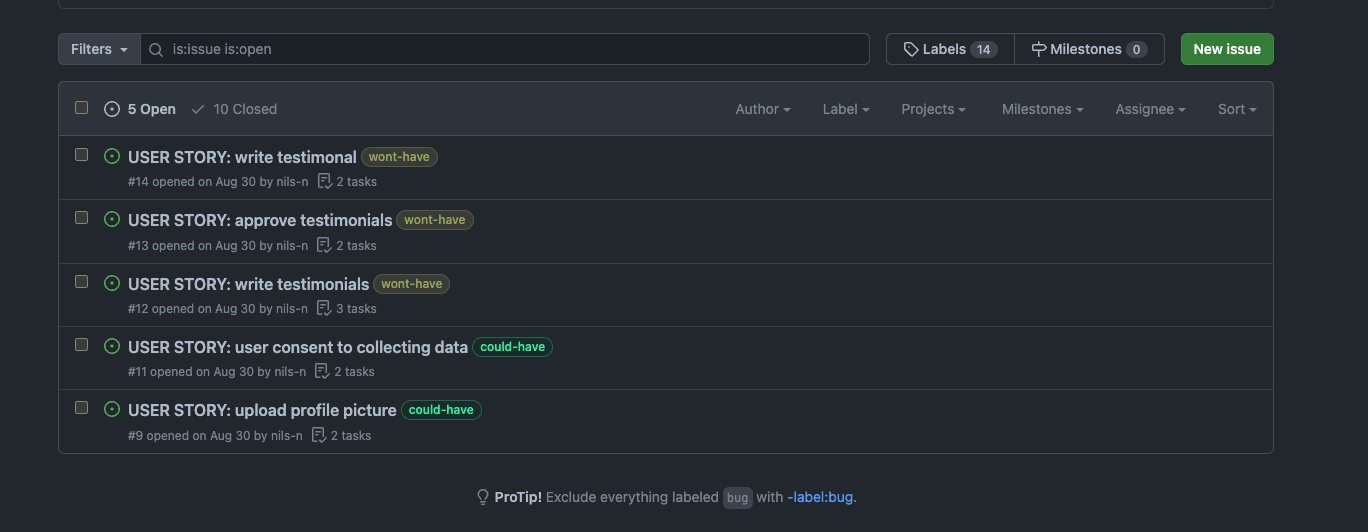 Filters is:issue is:open Labels 14 Milestones 0 New issue
5 Open 10 Closed Author Label Projects Milestones Assignee Sort
USER STORY: write testimonal wont-have
#14 opened on Aug 30 by nils-n 2 tasks
USER STORY: approve testimonials wont-have
#13 opened on Aug 30 by nils-n 2 tasks
USER STORY: write testimonials wont-have
#12 opened on Aug 30 by nils-n 3 tasks
USER STORY: user consent to collecting data could-have
#11 opened on Aug 30 by nils-n 2 tasks
USER STORY: upload profile picture could-have
#9 opened on Aug 30 by nils-n 2 tasks
ProTip! Exclude everything labeled bug with -label:bug.